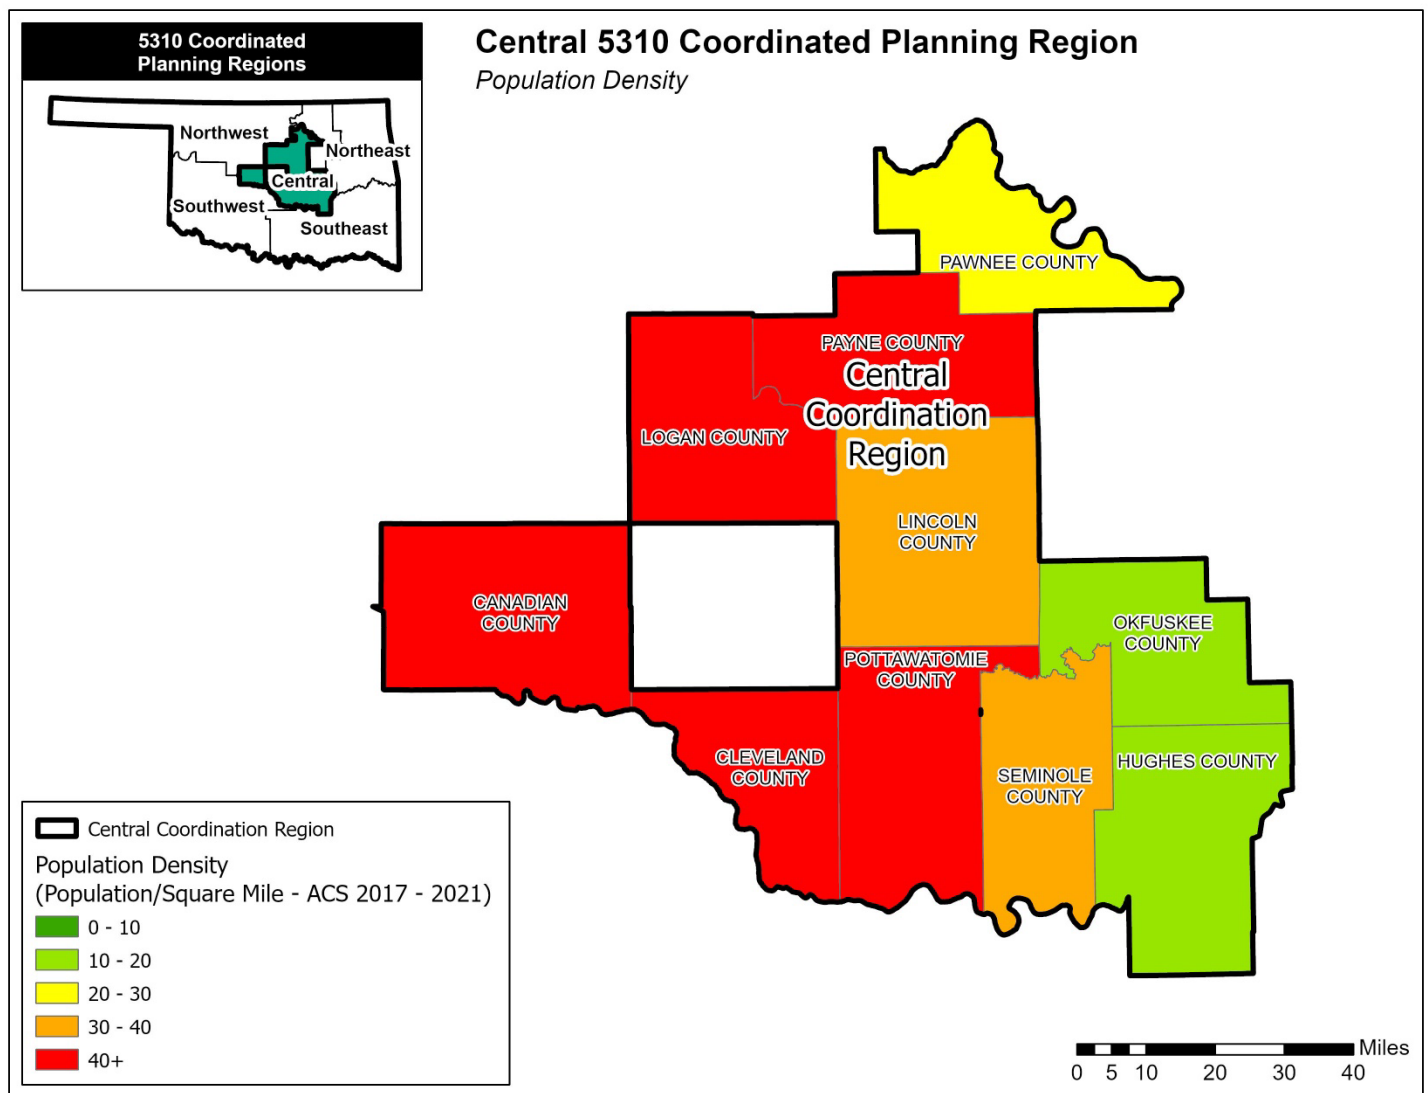 5310 Coordinated
Planning Regions
Northwest
Northeast
Central
Southwest
Southeast
Central 5310 Coordinated Planning Region
Population Density
PAWNEE COUNTY
PAYNE COUNTY
Central
Coordination
Region
LOGAN COUNTY
LINCOLN
COUNTY
CANADIAN
COUNTY
OKFUSKEE
COUNTY
POTTAWATOMIE
COUNTY
CLEVELAND
COUNTY
SEMINOLE
COUNTY
HUGHES COUNTY
Central Coordination Region
Population Density
(Population/Square Mile - ACS 2017 - 2021)
0 - 10
10 - 20
20 - 30
30 - 40
40+
Miles
0 5 10 20 30 40